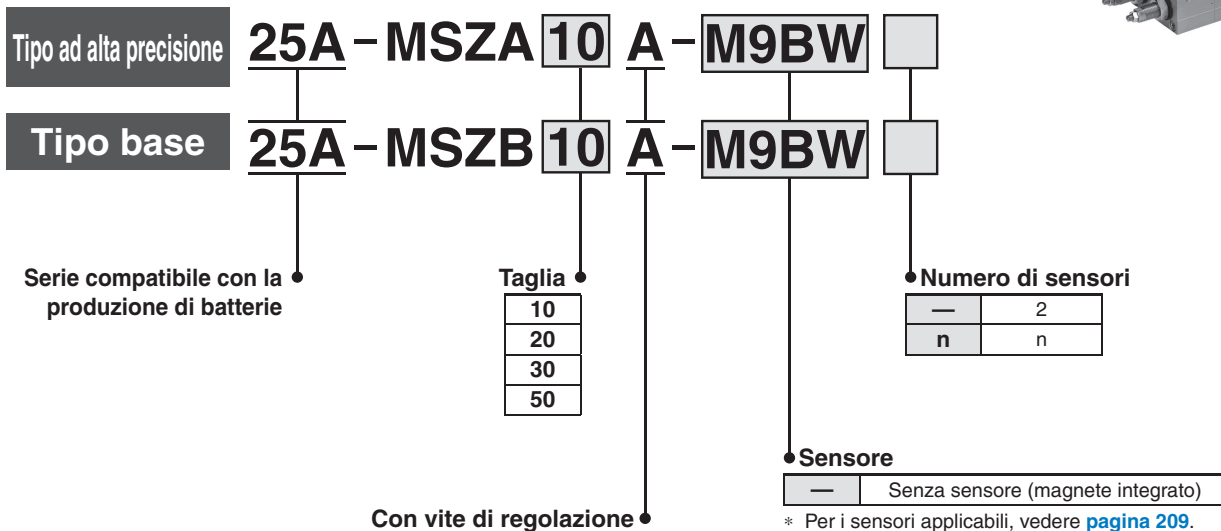 Tipo ad alta precisione 25A-MSZA 10 A-M9BW
Tipo base 25A-MSZB 10 A-M9BW
Serie compatibile con la
produzione di batterie
Taglia
10
20
30
50
Numero di sensori
— 2
n n
Sensore
— Senza sensore (magnete integrato)
* Per i sensori applicabili, vedere pagina 209.
Con vite di regolazione